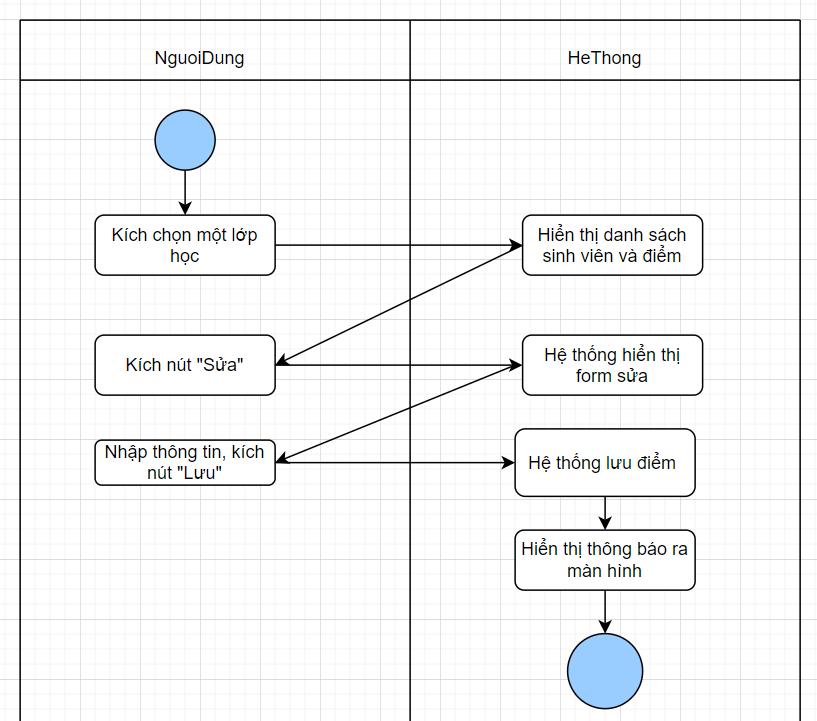 NguoiDung
HeThong
Kích chọn một lớp
học
Hiển thị danh sách
sinh viên và điểm
Kích nút "Sửa"
Hệ thống hiển thị
form sửa
Nhập thông tin, kích
nút "Lưu"
Hệ thống lưu điểm
Hiển thị thông báo ra
màn hình